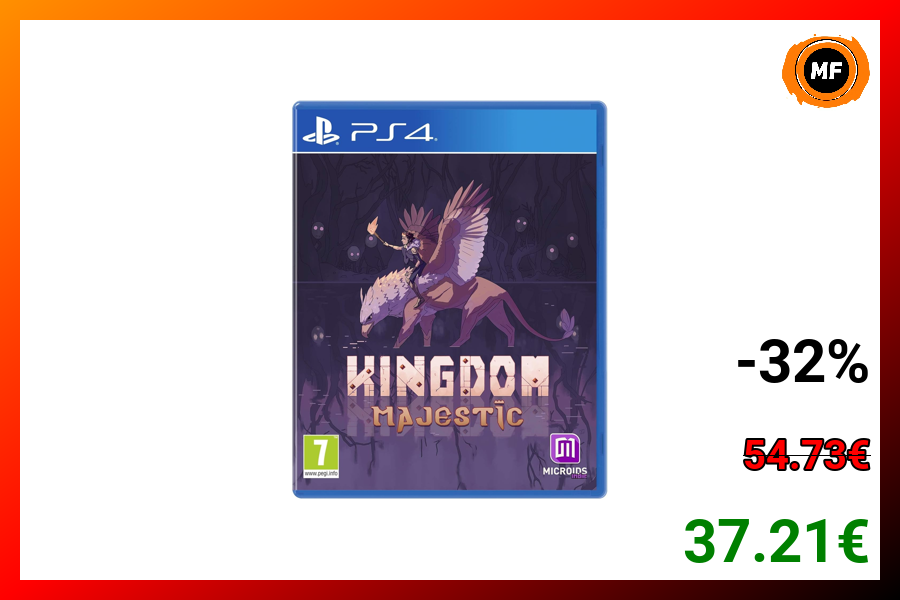 MF
PS4
KINGDOM
MAJESTIC
7
www.pegi.info
MICROIDS
-32%
54.73€
37.21€